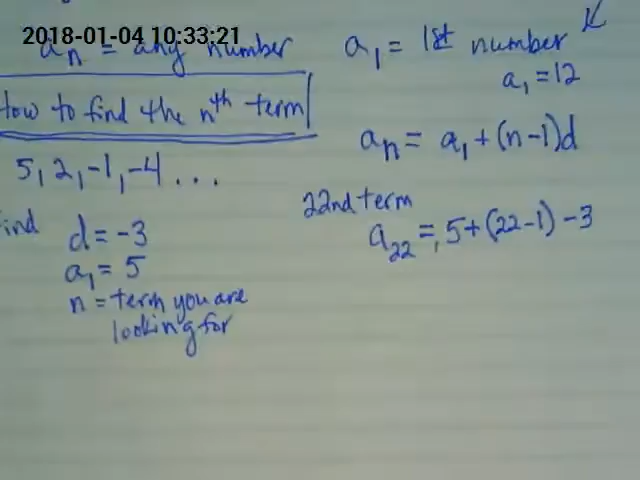 2018-01-04 10:33:21
an = any number
a1 = 1st number
a1 = 12
How to find the nth term
an = a1 + (n-1)d
5, 2, -1, -4 ...
22nd term
a22 = 5 + (22-1) -3
ind
d = -3
a1 = 5
n = term you are
looking for